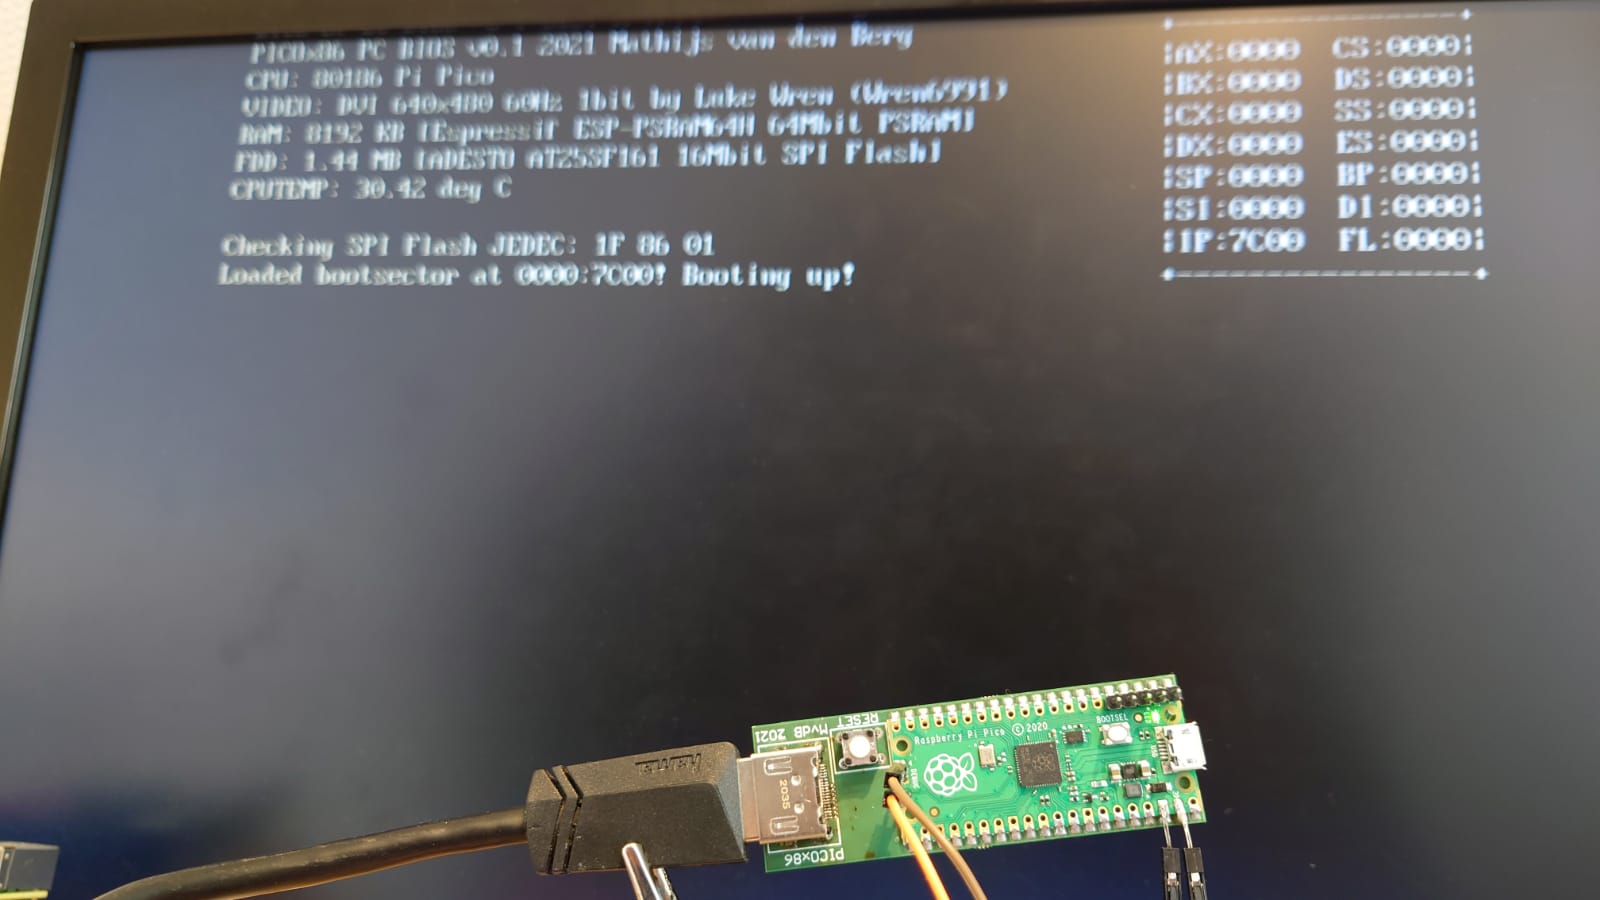 PICOx86 PC BIOS v0.1 2021 Mathijs van den Berg
CPU: 80186 Pi Pico
VIDEO: DVI 640x480 60Hz 1bit by Luke Wren (Wren6991)
RAM: 8192 KB [Espressif ESP-PSRAM64H 64Mbit PSRAM]
FDD: 1.44 MB [ADESTO AT25SF161 16Mbit SPI Flash]
CPUTEMP: 30.42 deg C
Checking SPI Flash JEDEC: 1F 86 01
Loaded bootsector at 0000:7C00! Booting up!
AX:0000 CS:0000
BX:0000 DS:0000
CX:0000 SS:0000
DX:0000 ES:0000
SP:0000 BP:0000
SI:0000 DI:0000
IP:7C00 FL:0000
hama
2035
MvdB 2021
RESET
PICOx86
Raspberry Pi Pico © 2020
BOOTSEL
DEBUG